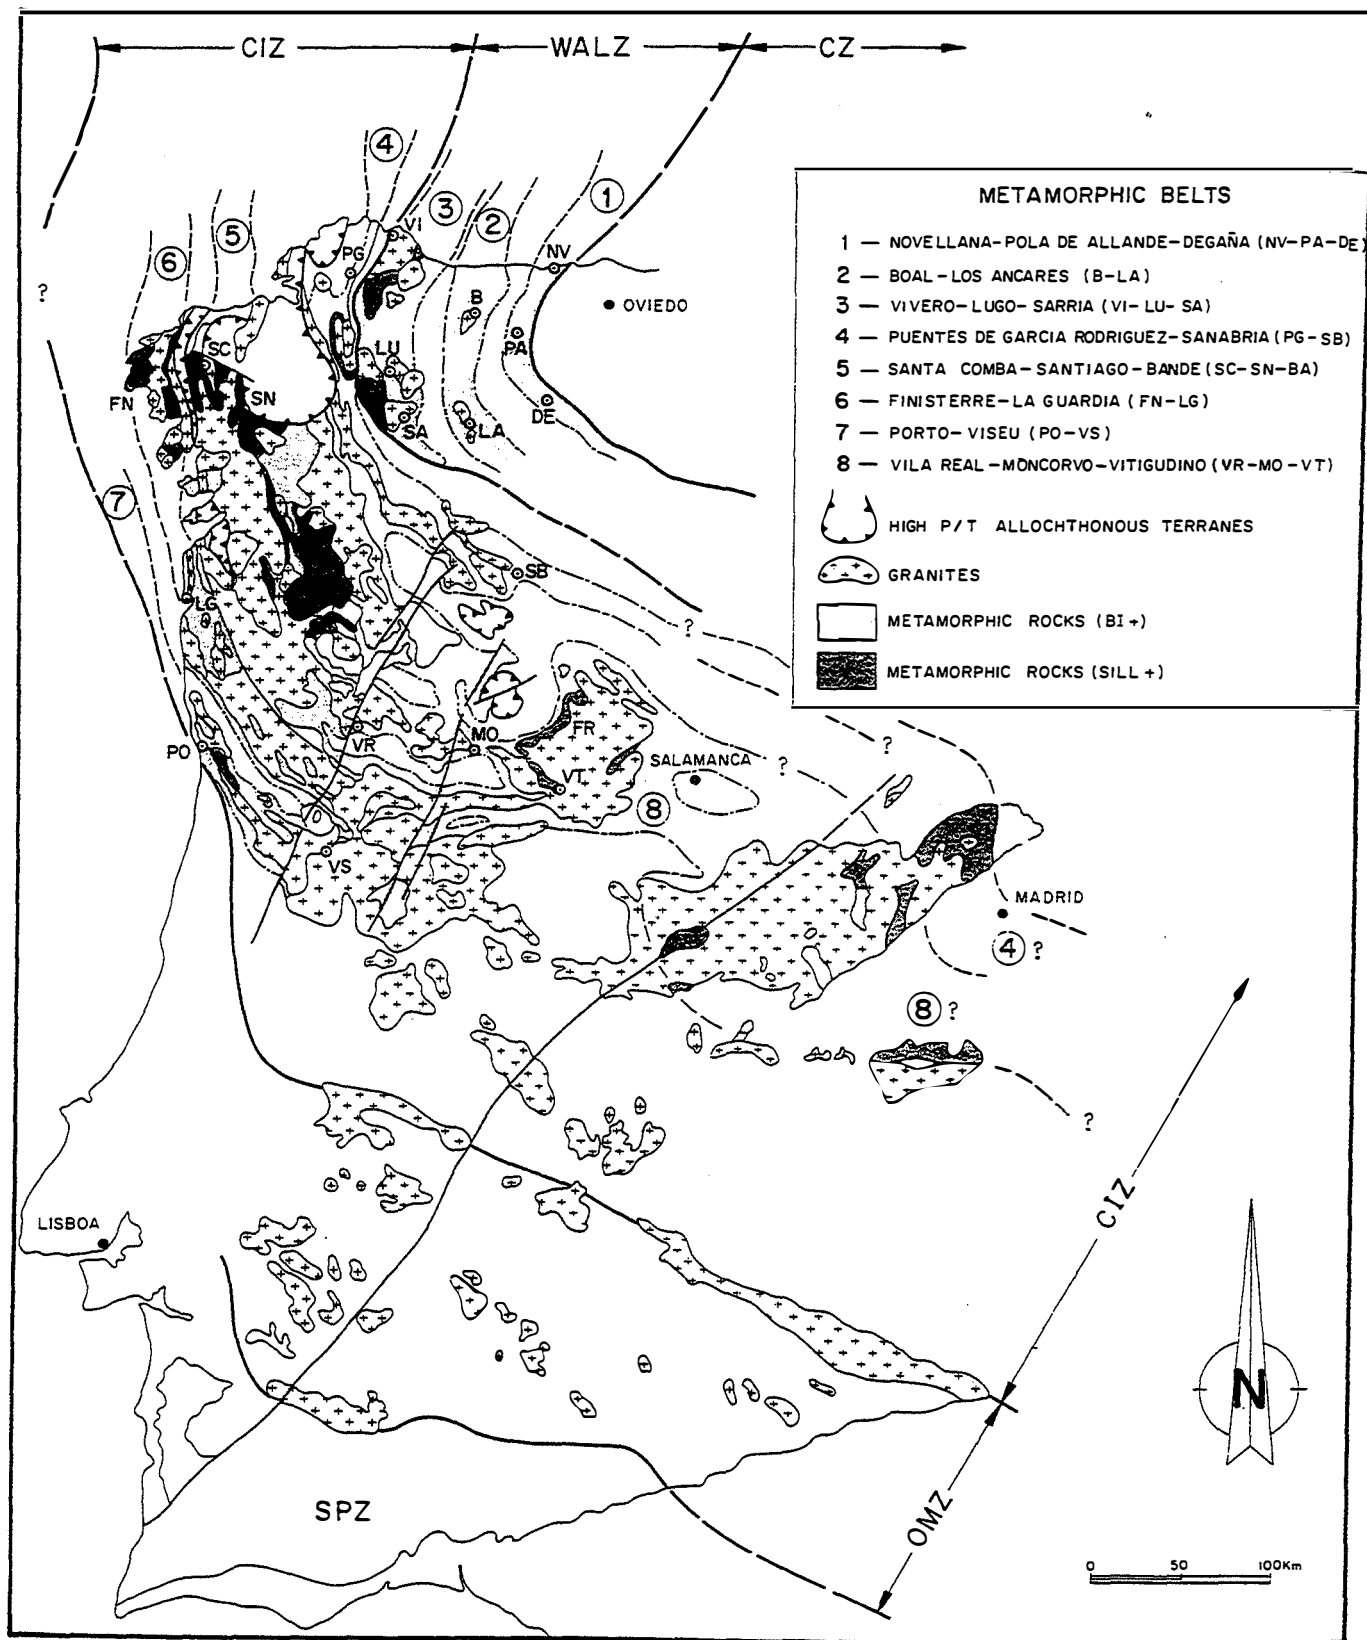 CIZ WALZ CZ
4
1
3
2
5
6
VI
PG
NV
?
B
OVIEDO
SC
LU
PA
FN
SN
SA
LA
DE
7
SB
LG
?
MO
FR
PO
VR
SALAMANCA
?
?
VT
8
VS
MADRID
4 ?
8 ?
?
CIZ
LISBOA
N
OMZ
SPZ
0 50 100Km
METAMORPHIC BELTS
1 — NOVELLANA-POLA DE ALLANDE-DEGAÑA (NV-PA-DE)
2 — BOAL-LOS ANCARES (B-LA)
3 — VIVERO-LUGO-SARRIA (VI-LU-SA)
4 — PUENTES DE GARCIA RODRIGUEZ-SANABRIA (PG-SB)
5 — SANTA COMBA-SANTIAGO-BANDE (SC-SN-BA)
6 — FINISTERRE-LA GUARDIA (FN-LG)
7 — PORTO-VISEU (PO-VS)
8 — VILA REAL-MONCORVO-VITIGUDINO (VR-MO-VT)
HIGH P/T ALLOCHTHONOUS TERRANES
GRANITES
METAMORPHIC ROCKS (BI +)
METAMORPHIC ROCKS (SILL +)